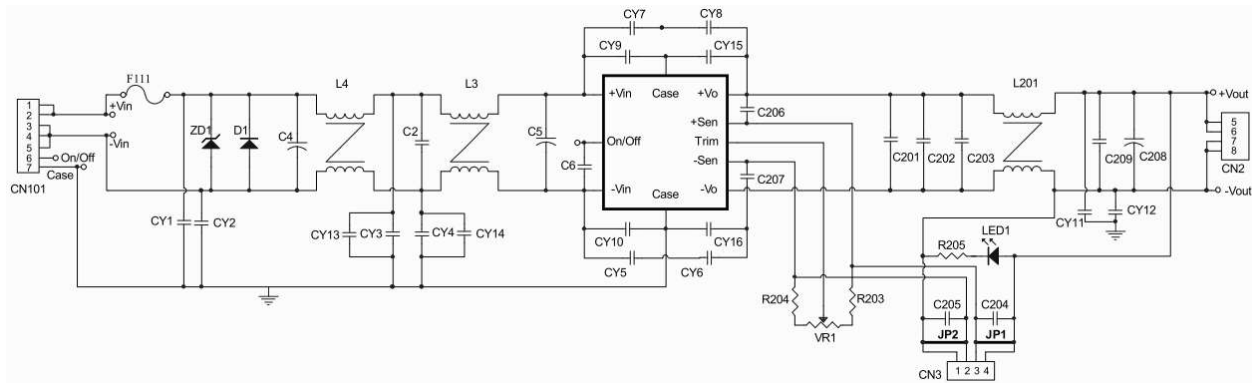 CY7
CY8
CY9
CY15
F111
L4
L3
L201
+Vin
+Vin
Case
+Vo
+Vout
1
2
3
4
5
6
7
CN101
-Vin
On/Off
Case
ZD1
D1
C4
C2
C5
C6
On/Off
+Sen
Trim
-Sen
-Vin
Case
-Vo
C206
C207
C201
C202
C203
C209
C208
5
6
7
8
CN2
-Vout
CY1
CY2
CY13
CY3
CY4
CY14
CY10
CY16
CY5
CY6
CY11
CY12
LED1
R205
R204
R203
VR1
C205
C204
JP2
JP1
1 2 3 4
CN3